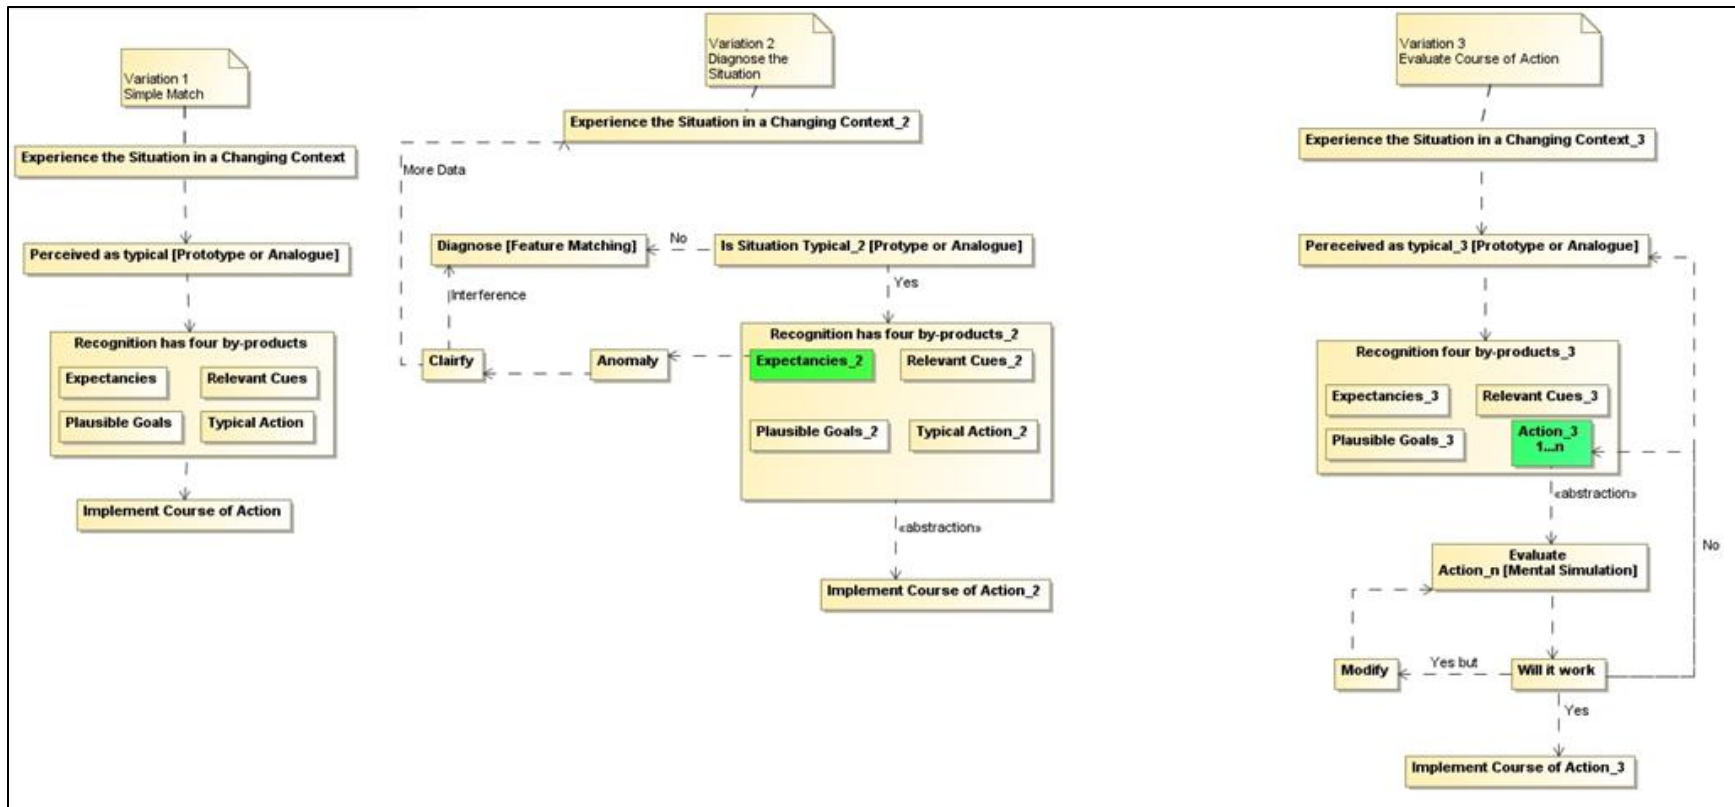 Variation 1
Simple Match
Experience the Situation in a Changing Context
Perceived as typical [Prototype or Analogue]
Recognition has four by-products
Expectancies
Relevant Cues
Plausible Goals
Typical Action
Implement Course of Action
Variation 2
Diagnose the
Situation
Experience the Situation in a Changing Context_2
More Data
Diagnose [Feature Matching]
No
Is Situation Typical_2 [Protype or Analogue]
Interference
Yes
Clairfy
Anomaly
Recognition has four by-products_2
Expectancies_2
Relevant Cues_2
Plausible Goals_2
Typical Action_2
«abstraction»
Implement Course of Action_2
Variation 3
Evaluate Course of Action
Experience the Situation in a Changing Context_3
Pereceived as typical_3 [Prototype or Analogue]
Recognition four by-products_3
Expectancies_3
Relevant Cues_3
Plausible Goals_3
Action_3
1...n
«abstraction»
No
Evaluate
Action_n [Mental Simulation]
Modify
Yes but
Will it work
Yes
Implement Course of Action_3